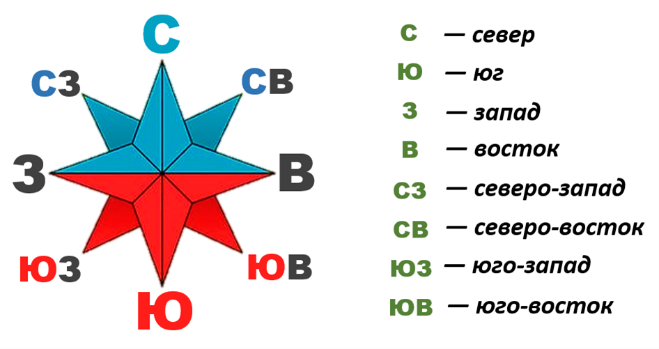 С
СЗ СВ
З В
ЮЗ ЮВ
Ю
С — север
Ю — юг
З — запад
В — восток
СЗ — северо-запад
СВ — северо-восток
ЮЗ — юго-запад
ЮВ — юго-восток